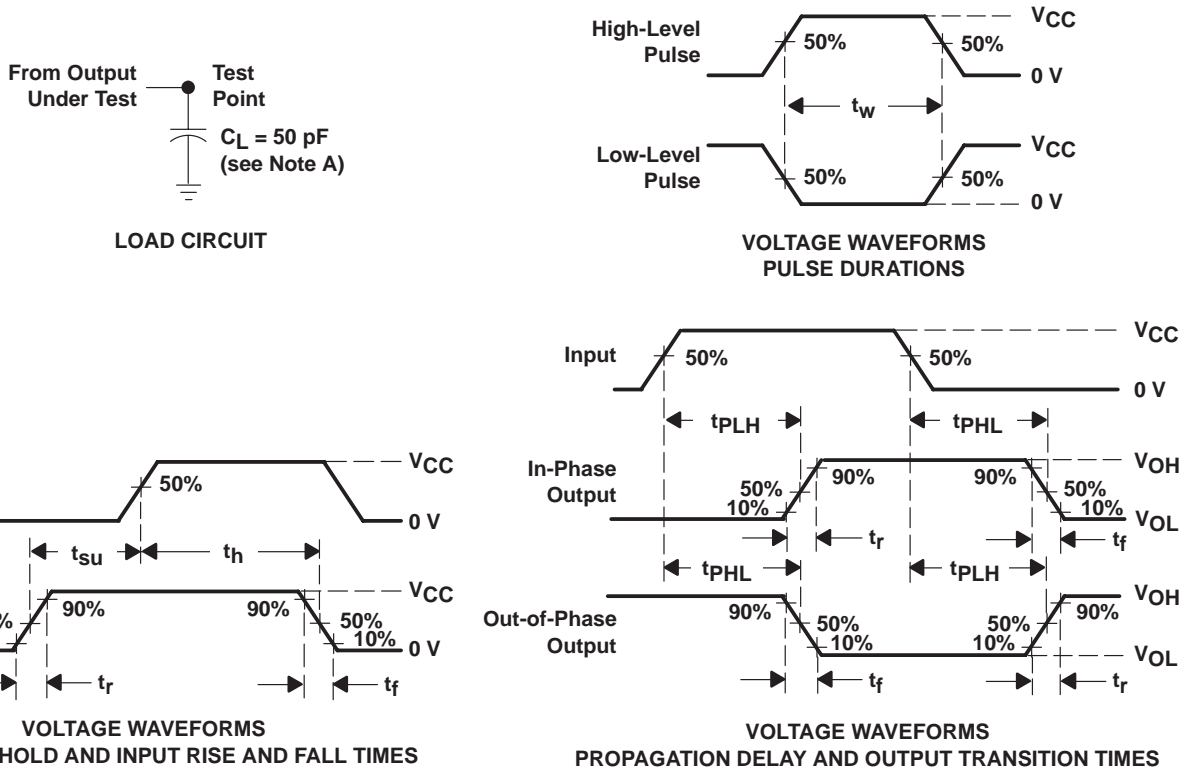 From Output
Under Test
Test
Point
CL = 50 pF
(see Note A)
LOAD CIRCUIT
High-Level
Pulse
50%
50%
VCC
0 V
tw
Low-Level
Pulse
50%
50%
VCC
0 V
VOLTAGE WAVEFORMS
PULSE DURATIONS
50%
VCC
0 V
tsu
th
90%
90%
50%
10%
VCC
0 V
tr
tf
VOLTAGE WAVEFORMS
HOLD AND INPUT RISE AND FALL TIMES
Input
50%
50%
VCC
0 V
tPLH
tPHL
In-Phase
Output
50%
10%
90%
90%
50%
10%
VOH
VOL
tr
tf
tPHL
tPLH
Out-of-Phase
Output
90%
50%
10%
50%
10%
90%
VOH
VOL
tf
tr
VOLTAGE WAVEFORMS
PROPAGATION DELAY AND OUTPUT TRANSITION TIMES